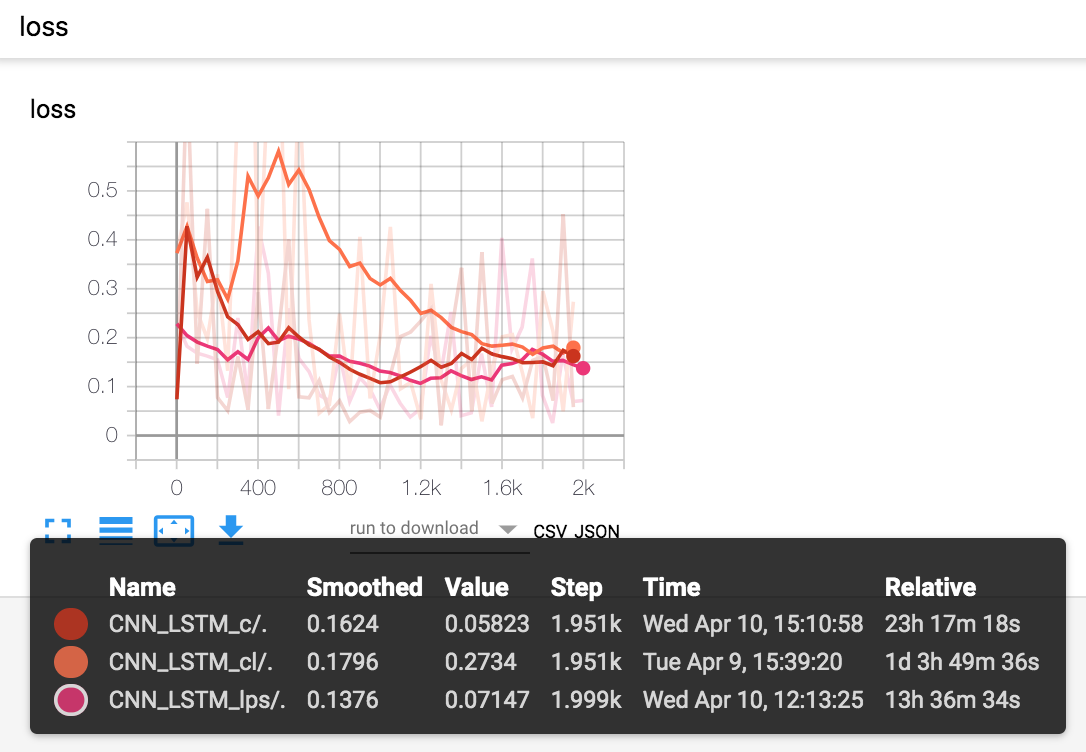 loss
loss
0.5
0.4
0.3
0.2
0.1
0
0 400 800 1.2k 1.6k 2k
run to download CSV JSON
Name Smoothed Value Step Time Relative
CNN_LSTM_c/. 0.1624 0.05823 1.951k Wed Apr 10, 15:10:58 23h 17m 18s
CNN_LSTM_cl/. 0.1796 0.2734 1.951k Tue Apr 9, 15:39:20 1d 3h 49m 36s
CNN_LSTM_lps/. 0.1376 0.07147 1.999k Wed Apr 10, 12:13:25 13h 36m 34s